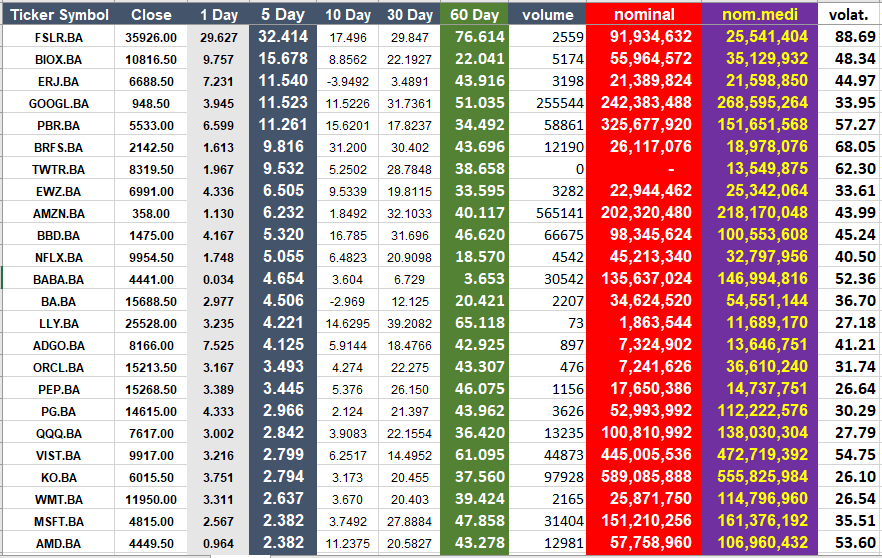 Ticker Symbol Close 1 Day 5 Day 10 Day 30 Day 60 Day volume nominal nom.medi volat.
FSLR.BA 35926.00 29.627 32.414 17.496 29.847 76.614 2559 91,934,632 25,541,404 88.69
BIOX.BA 10816.50 9.757 15.678 8.8562 22.1927 22.041 5174 55,964,572 35,129,932 48.34
ERJ.BA 6688.50 7.231 11.540 -3.9492 3.4891 43.916 3198 21,389,824 21,598,850 44.97
GOOGL.BA 948.50 3.945 11.523 11.5226 31.7361 51.035 255544 242,383,488 268,595,264 33.95
PBR.BA 5533.00 6.599 11.261 15.6201 17.8237 34.492 58861 325,677,920 151,651,568 57.27
BRFS.BA 2142.50 1.613 9.816 31.200 30.402 43.696 12190 26,117,076 18,978,076 68.05
TWTR.BA 8319.50 1.967 9.532 5.2502 28.7848 38.658 0 - 13,549,875 62.30
EWZ.BA 6991.00 4.336 6.505 9.5339 19.8115 33.595 3282 22,944,462 25,342,064 33.61
AMZN.BA 358.00 1.130 6.232 1.8492 32.1033 40.117 565141 202,320,480 218,170,048 43.99
BBD.BA 1475.00 4.167 5.320 16.785 31.696 46.620 66675 98,345,624 100,553,608 45.24
NFLX.BA 9954.50 1.748 5.055 6.4823 20.9098 18.570 4542 45,213,340 32,797,956 40.50
BABA.BA 4441.00 0.034 4.654 3.604 6.729 3.653 30542 135,637,024 146,994,816 52.36
BA.BA 15688.50 2.977 4.506 -2.969 12.125 20.421 2207 34,624,520 54,551,144 36.70
LLY.BA 25528.00 3.235 4.221 14.6295 39.2082 65.118 73 1,863,544 11,689,170 27.18
ADGO.BA 8166.00 7.525 4.125 5.9144 18.4766 42.925 897 7,324,902 13,646,751 41.21
ORCL.BA 15213.50 3.167 3.493 4.274 22.275 43.307 476 7,241,626 36,610,240 31.74
PEP.BA 15268.50 3.389 3.445 5.376 26.150 46.075 1156 17,650,386 14,737,751 26.64
PG.BA 14615.00 4.333 2.966 2.124 21.397 43.962 3626 52,993,992 112,222,576 30.29
QQQ.BA 7617.00 3.002 2.842 3.9083 22.1554 36.420 13235 100,810,992 138,030,304 27.79
VIST.BA 9917.00 3.216 2.799 6.2517 14.4952 61.095 44873 445,005,536 472,719,392 54.75
KO.BA 6015.50 3.751 2.794 3.173 20.455 37.560 97928 589,085,888 555,825,984 26.10
WMT.BA 11950.00 3.311 2.637 3.670 20.403 39.424 2165 25,871,750 114,796,960 26.54
MSFT.BA 4815.00 2.567 2.382 3.7492 27.8884 47.858 31404 151,210,256 161,376,192 35.51
AMD.BA 4449.50 0.964 2.382 11.2375 20.5827 43.278 12981 57,758,960 106,960,432 53.60